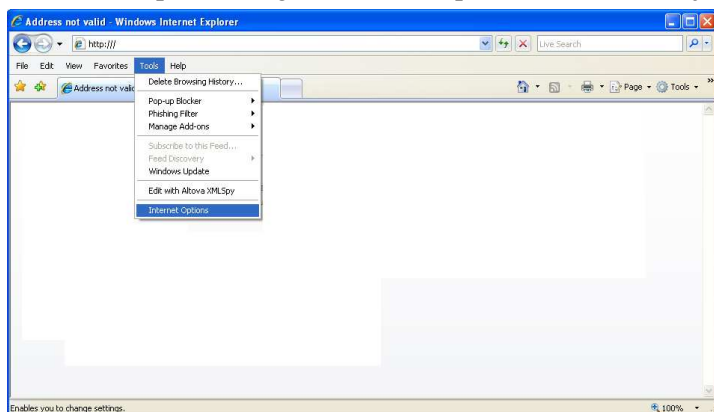 Address not valid - Windows Internet Explorer
http:///
Live Search
File Edit View Favorites Tools Help
Address not valid
Page Tools
Delete Browsing History...
Pop-up Blocker
Phishing Filter
Manage Add-ons
Subscribe to this Feed...
Feed Discovery
Windows Update
Edit with Altova XMLSpy
Internet Options
Enables you to change settings.
100%